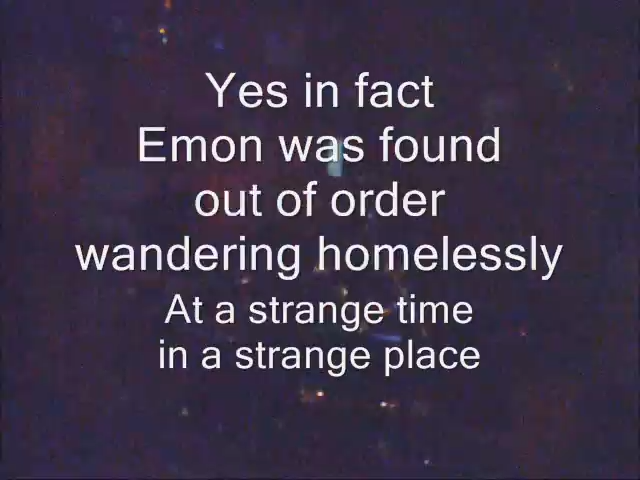 Yes in fact
Emon was found
out of order
wandering homelessly
At a strange time
in a strange place